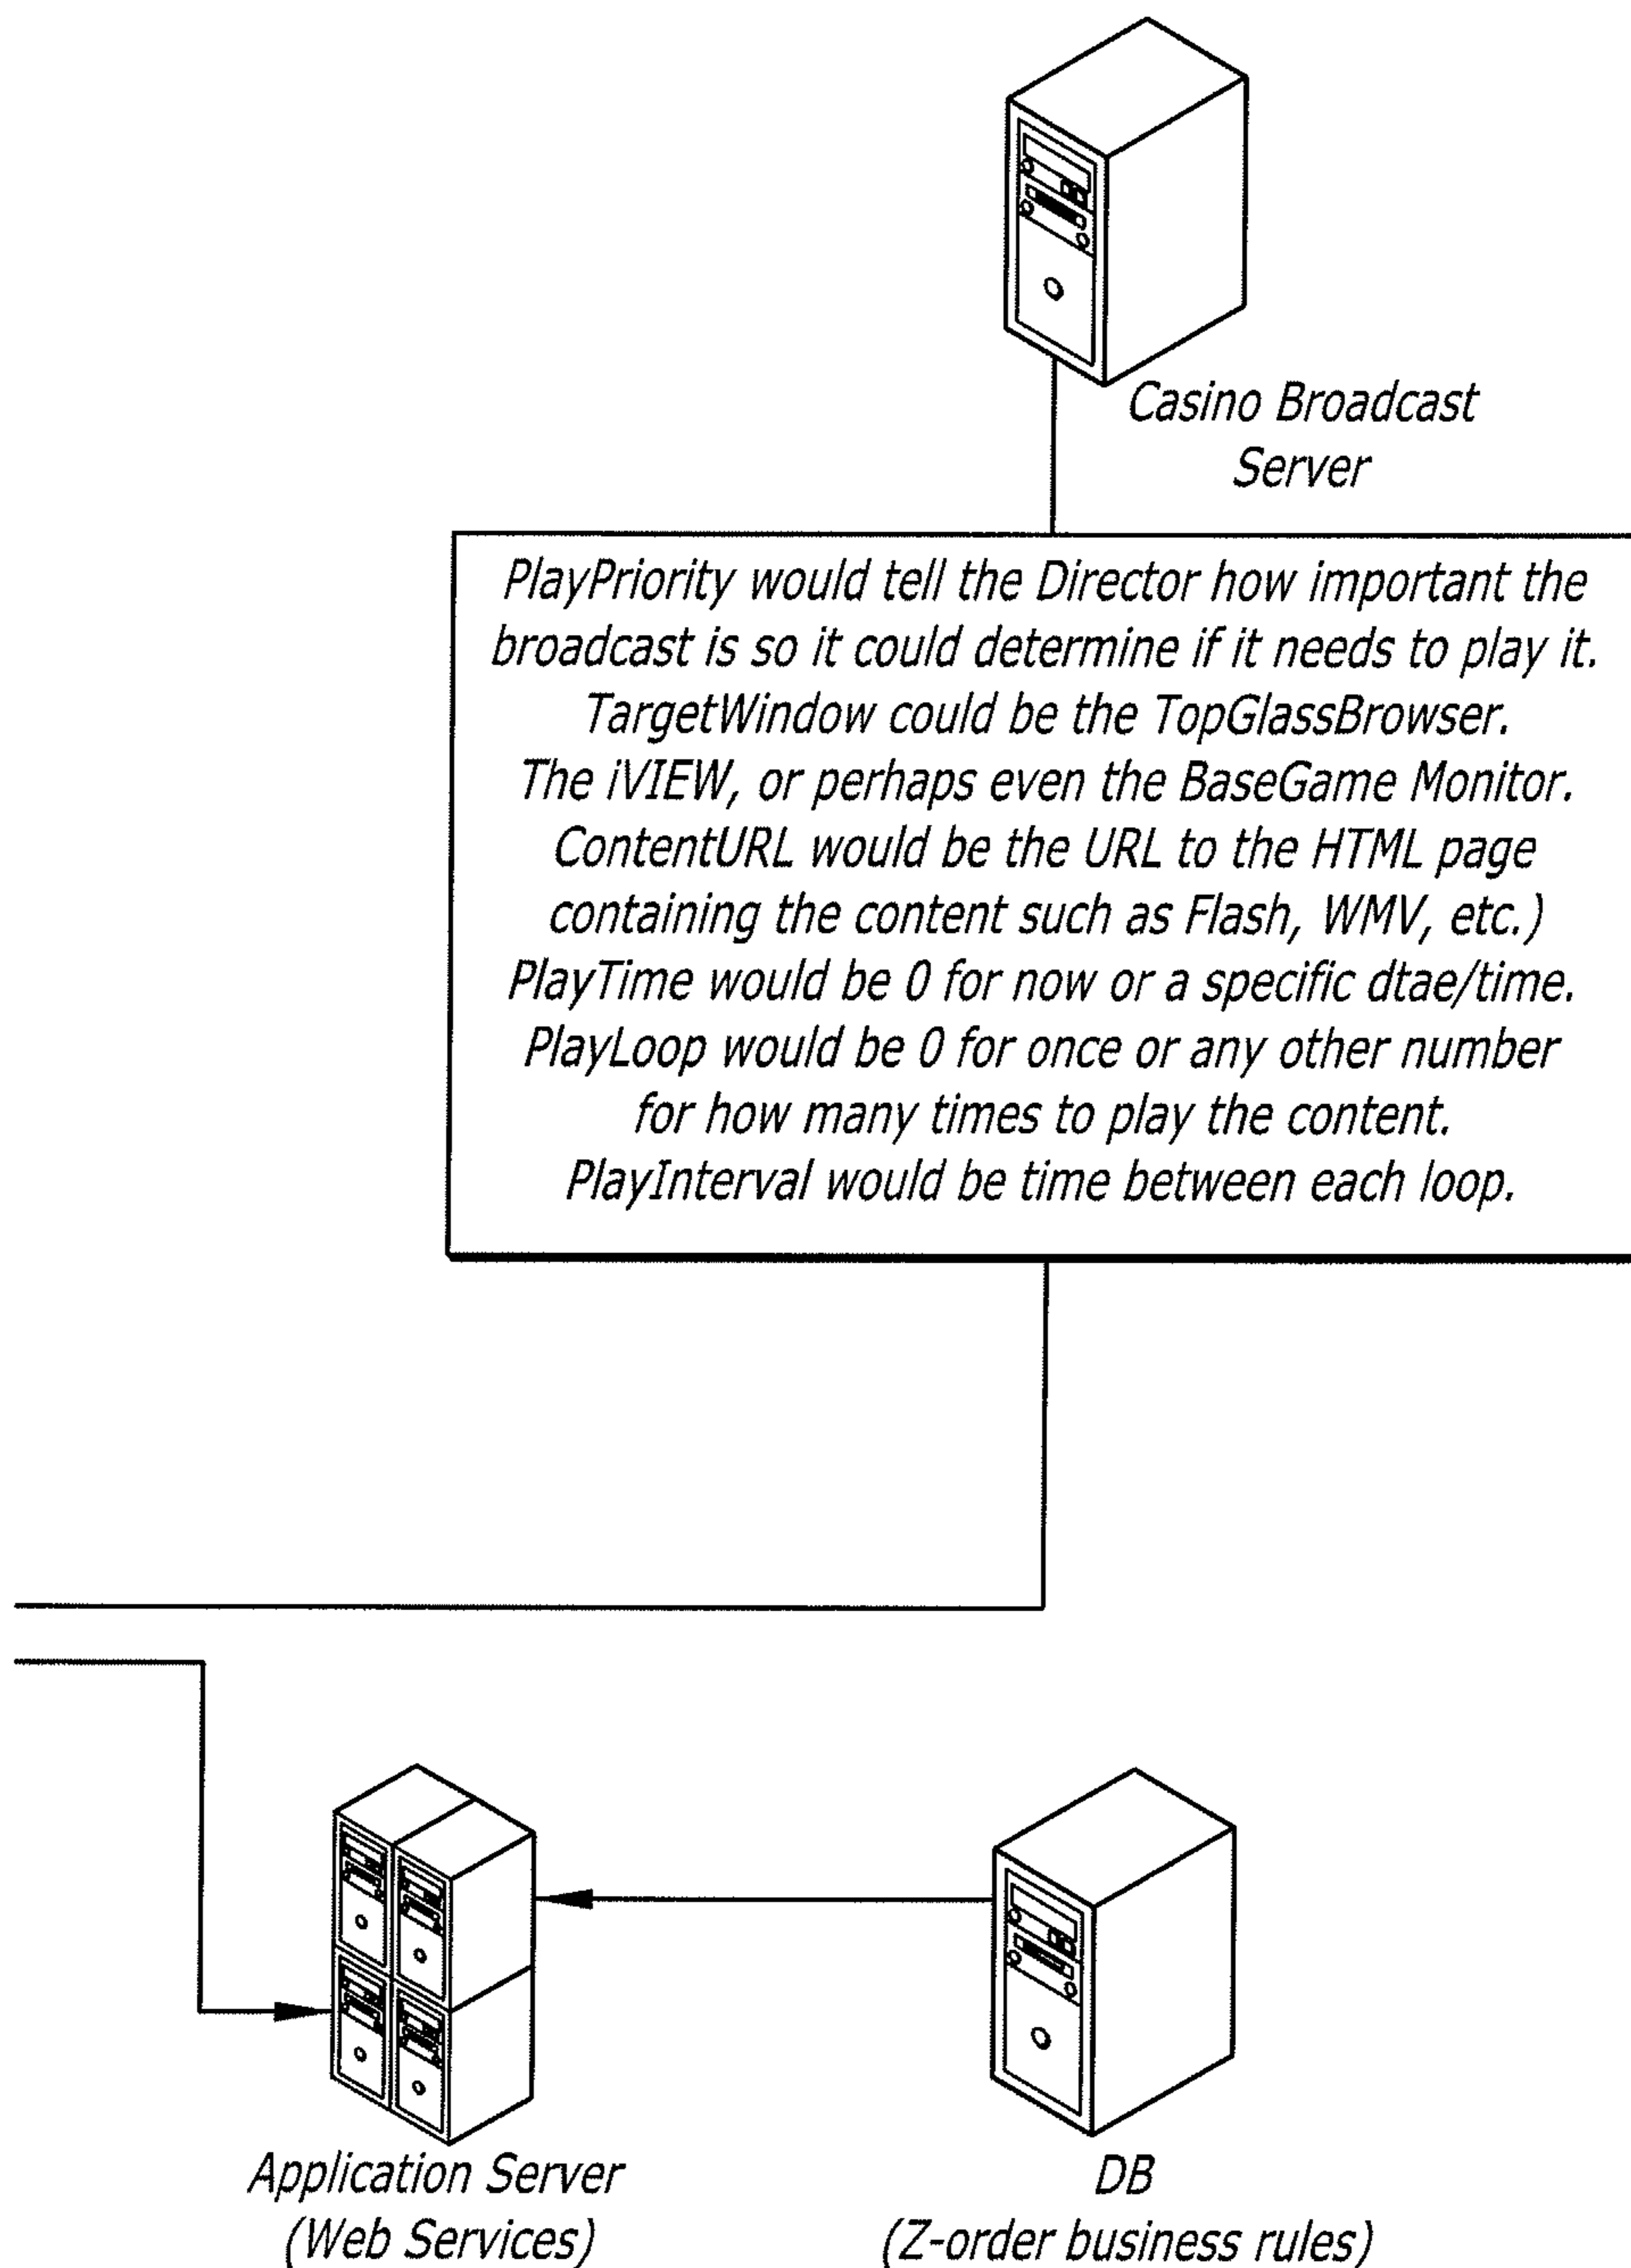 Casino Broadcast
Server
PlayPriority would tell the Director how important the
broadcast is so it could determine if it needs to play it.
TargetWindow could be the TopGlassBrowser.
The iVIEW, or perhaps even the BaseGame Monitor.
ContentURL would be the URL to the HTML page
containing the content such as Flash, WMV, etc.)
PlayTime would be 0 for now or a specific dtae/time.
PlayLoop would be 0 for once or any other number
for how many times to play the content.
PlayInterval would be time between each loop.
Application Server
(Web Services)
DB
(Z-order business rules)